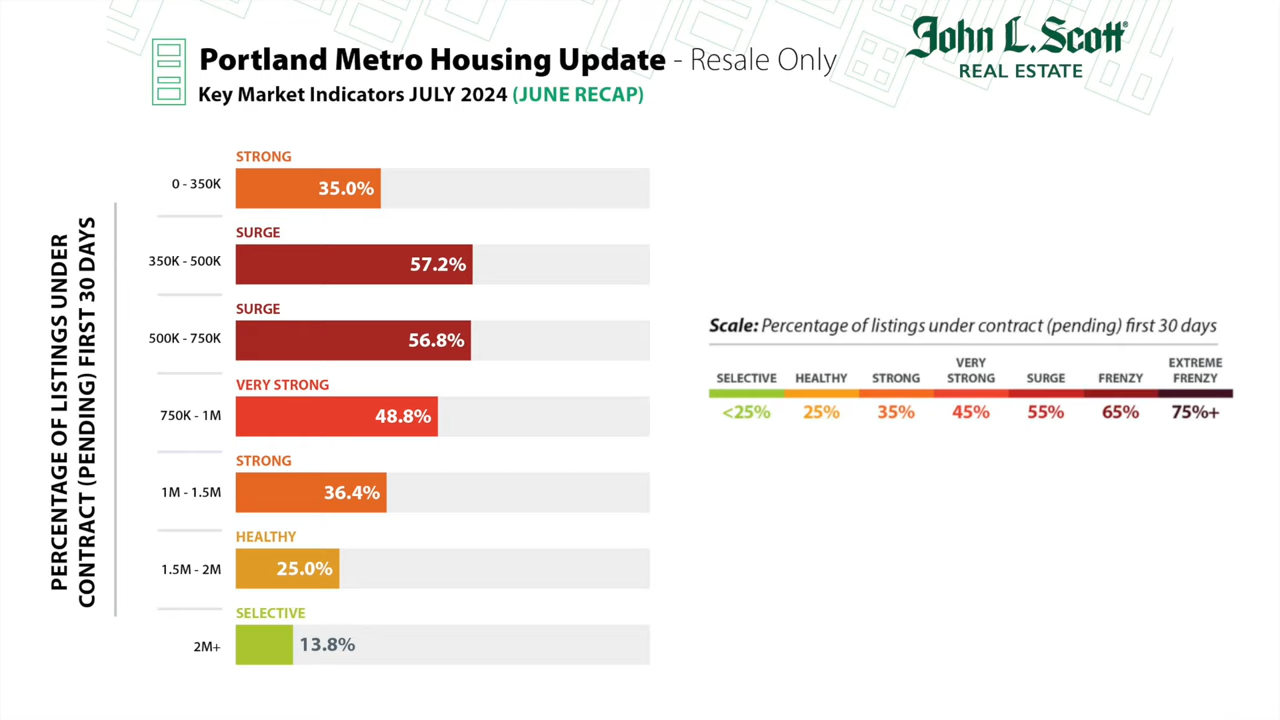 Portland Metro Housing Update - Resale Only
Key Market Indicators JULY 2024 (JUNE RECAP)
John L. Scott®
REAL ESTATE
PERCENTAGE OF LISTINGS UNDER
CONTRACT (PENDING) FIRST 30 DAYS
STRONG
0 - 350K
35.0%
SURGE
350K - 500K
57.2%
SURGE
500K - 750K
56.8%
VERY STRONG
750K - 1M
48.8%
STRONG
1M - 1.5M
36.4%
HEALTHY
1.5M - 2M
25.0%
SELECTIVE
2M+
13.8%
Scale: Percentage of listings under contract (pending) first 30 days
SELECTIVE
HEALTHY
STRONG
VERY
STRONG
SURGE
FRENZY
EXTREME
FRENZY
<25%
25%
35%
45%
55%
65%
75%+